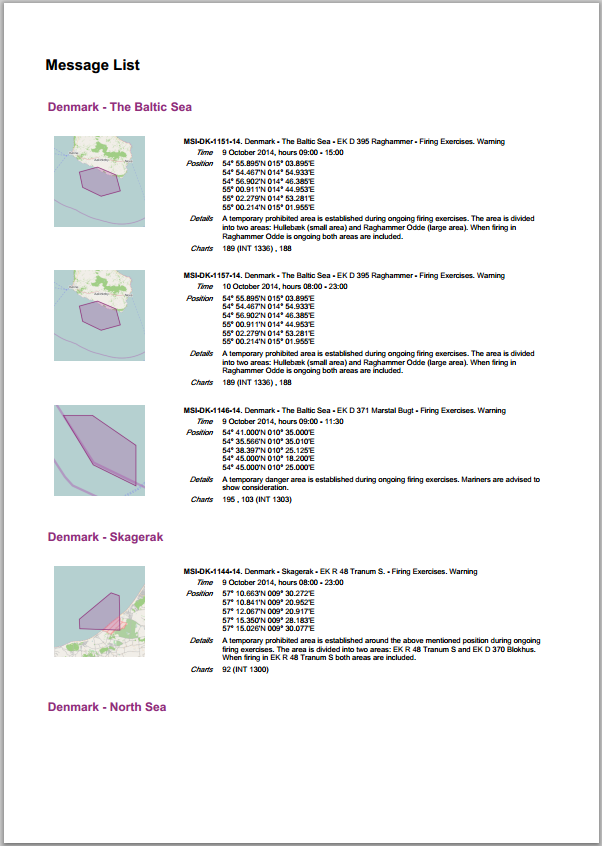 Message List
Denmark - The Baltic Sea
MSI-DK-1151-14. Denmark - The Baltic Sea - EK D 395 Raghammer - Firing Exercises. Warning
Time 9 October 2014, hours 09:00 - 15:00
Position 54° 55.895'N 015° 03.895'E
54° 54.467'N 014° 54.933'E
54° 56.902'N 014° 46.385'E
55° 00.911'N 014° 44.953'E
55° 02.279'N 014° 53.281'E
55° 00.214'N 015° 01.955'E
Details A temporary prohibited area is established during ongoing firing exercises. The area is divided
into two areas: Hullebæk (small area) and Raghammer Odde (large area). When firing in
Raghammer Odde is ongoing both areas are included.
Charts 189 (INT 1336) , 188
MSI-DK-1157-14. Denmark - The Baltic Sea - EK D 395 Raghammer - Firing Exercises. Warning
Time 10 October 2014, hours 08:00 - 23:00
Position 54° 55.895'N 015° 03.895'E
54° 54.467'N 014° 54.933'E
54° 56.902'N 014° 46.385'E
55° 00.911'N 014° 44.953'E
55° 02.279'N 014° 53.281'E
55° 00.214'N 015° 01.955'E
Details A temporary prohibited area is established during ongoing firing exercises. The area is divided
into two areas: Hullebæk (small area) and Raghammer Odde (large area). When firing in
Raghammer Odde is ongoing both areas are included.
Charts 189 (INT 1336) , 188
MSI-DK-1146-14. Denmark - The Baltic Sea - EK D 371 Marstal Bugt - Firing Exercises. Warning
Time 9 October 2014, hours 09:00 - 11:30
Position 54° 41.000'N 010° 35.000'E
54° 35.566'N 010° 35.010'E
54° 38.397'N 010° 25.125'E
54° 45.000'N 010° 18.200'E
54° 45.000'N 010° 25.000'E
Details A temporary danger area is established during ongoing firing exercises. Mariners are advised to
show consideration.
Charts 195 , 103 (INT 1303)
Denmark - Skagerak
MSI-DK-1144-14. Denmark - Skagerak - EK R 48 Tranum S. - Firing Exercises. Warning
Time 9 October 2014, hours 08:00 - 23:00
Position 57° 10.663'N 009° 30.272'E
57° 10.841'N 009° 20.952'E
57° 12.067'N 009° 20.917'E
57° 15.350'N 009° 28.183'E
57° 15.026'N 009° 30.077'E
Details A temporary prohibited area is established around the above mentioned position during ongoing
firing exercises. The area is divided into two areas: EK R 48 Tranum S and EK D 370 Blokhus.
When firing in EK R 48 Tranum S both areas are included.
Charts 92 (INT 1300)
Denmark - North Sea